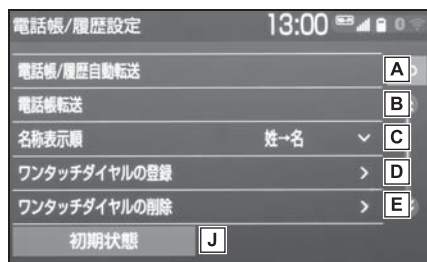 電話帳/履歴設定 13:00
電話帳/履歴自動転送 A
電話帳転送 B
名称表示順 姓→名 C
ワンタッチダイヤルの登録 D
ワンタッチダイヤルの削除 E
初期状態 J